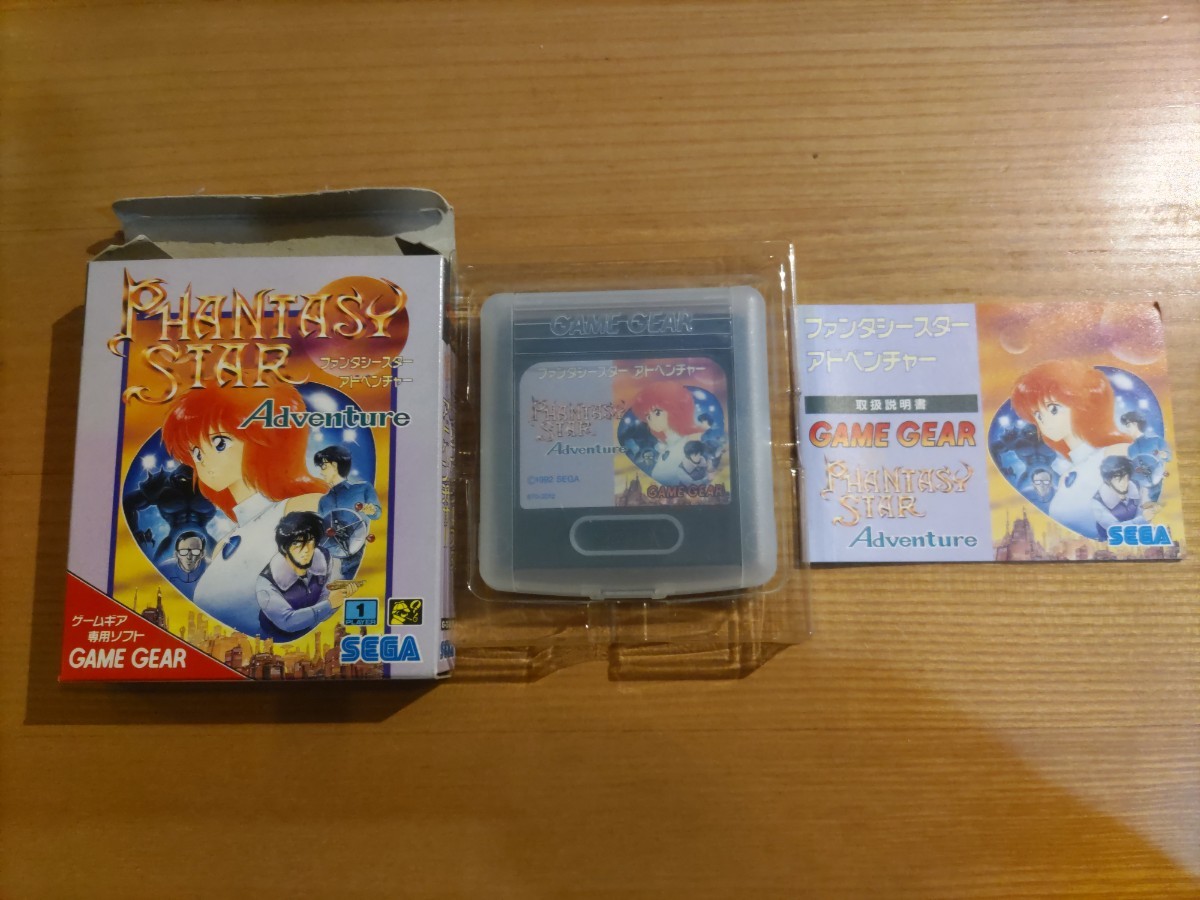 PHANTASY
STAR
ファンタシースター
アドベンチャー
Adventure
ゲームギア
専用ソフト
GAME GEAR
1
PLAYER
SEGA
GAME GEAR
ファンタシースター アドベンチャー
PHANTASY
STAR
Adventure
©1992 SEGA
GAME GEAR
ファンタシースター
アドベンチャー
取扱説明書
GAME GEAR
PHANTASY
STAR
Adventure
SEGA